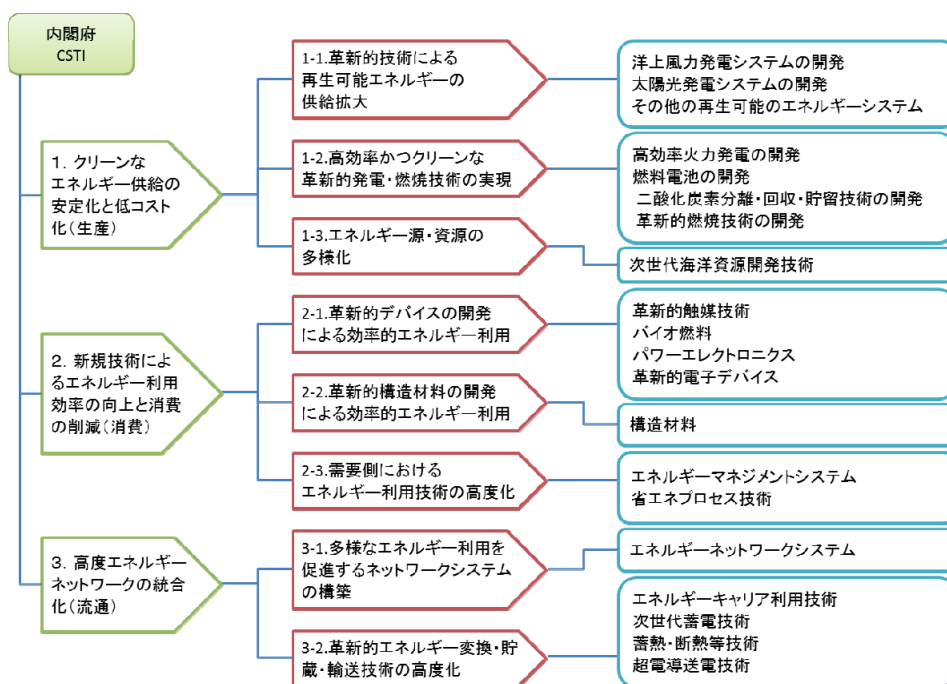 内閣府
CSTI
1．クリーンな
エネルギー供給の
安定化と低コスト
化(生産)
1-1.革新的技術による
再生可能エネルギーの
供給拡大
洋上風力発電システムの開発
太陽光発電システムの開発
その他の再生可能のエネルギーシステム
1-2.高効率かつクリーンな
革新的発電・燃焼技術の実現
高効率火力発電の開発
燃料電池の開発
二酸化炭素分離・回収・貯留技術の開発
革新的燃焼技術の開発
1-3.エネルギー源・資源の
多様化
次世代海洋資源開発技術
2．新規技術によ
るエネルギー利用
効率の向上と消費
の削減(消費)
2-1.革新的デバイスの開発
による効率的エネルギー利用
革新的触媒技術
バイオ燃料
パワーエレクトロニクス
革新的電子デバイス
2-2.革新的構造材料の開発
による効率的エネルギー利用
構造材料
2-3.需要側における
エネルギー利用技術の高度化
エネルギーマネジメントシステム
省エネプロセス技術
3．高度エネルギー
ネットワークの統合
化(流通)
3-1.多様なエネルギー利用を
促進するネットワークシステム
の構築
エネルギーネットワークシステム
3-2.革新的エネルギー変換・貯
蔵・輸送技術の高度化
エネルギーキャリア利用技術
次世代蓄電技術
蓄熱・断熱等技術
超電導送電技術